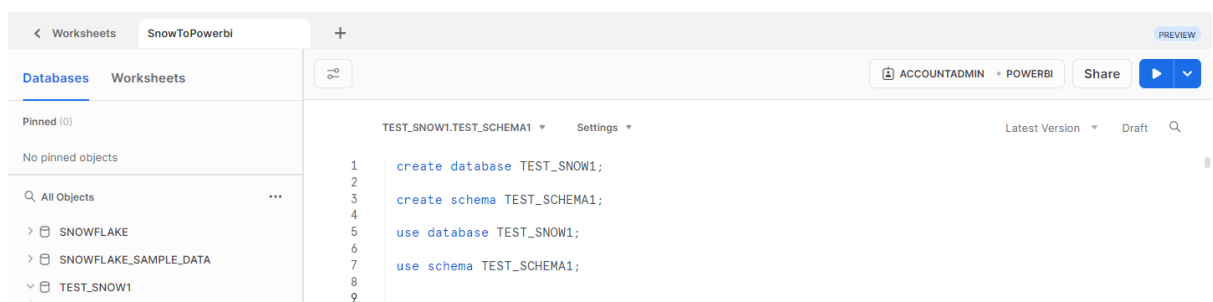 Worksheets SnowToPowerbi + PREVIEW
Databases Worksheets ACCOUNTADMIN • POWERBI Share
Pinned (0)
No pinned objects
All Objects ...
SNOWFLAKE
SNOWFLAKE_SAMPLE_DATA
TEST_SNOW1
TEST_SNOW1.TEST_SCHEMA1 Settings Latest Version Draft
1 create database TEST_SNOW1;
2
3 create schema TEST_SCHEMA1;
4
5 use database TEST_SNOW1;
6
7 use schema TEST_SCHEMA1;
8
9